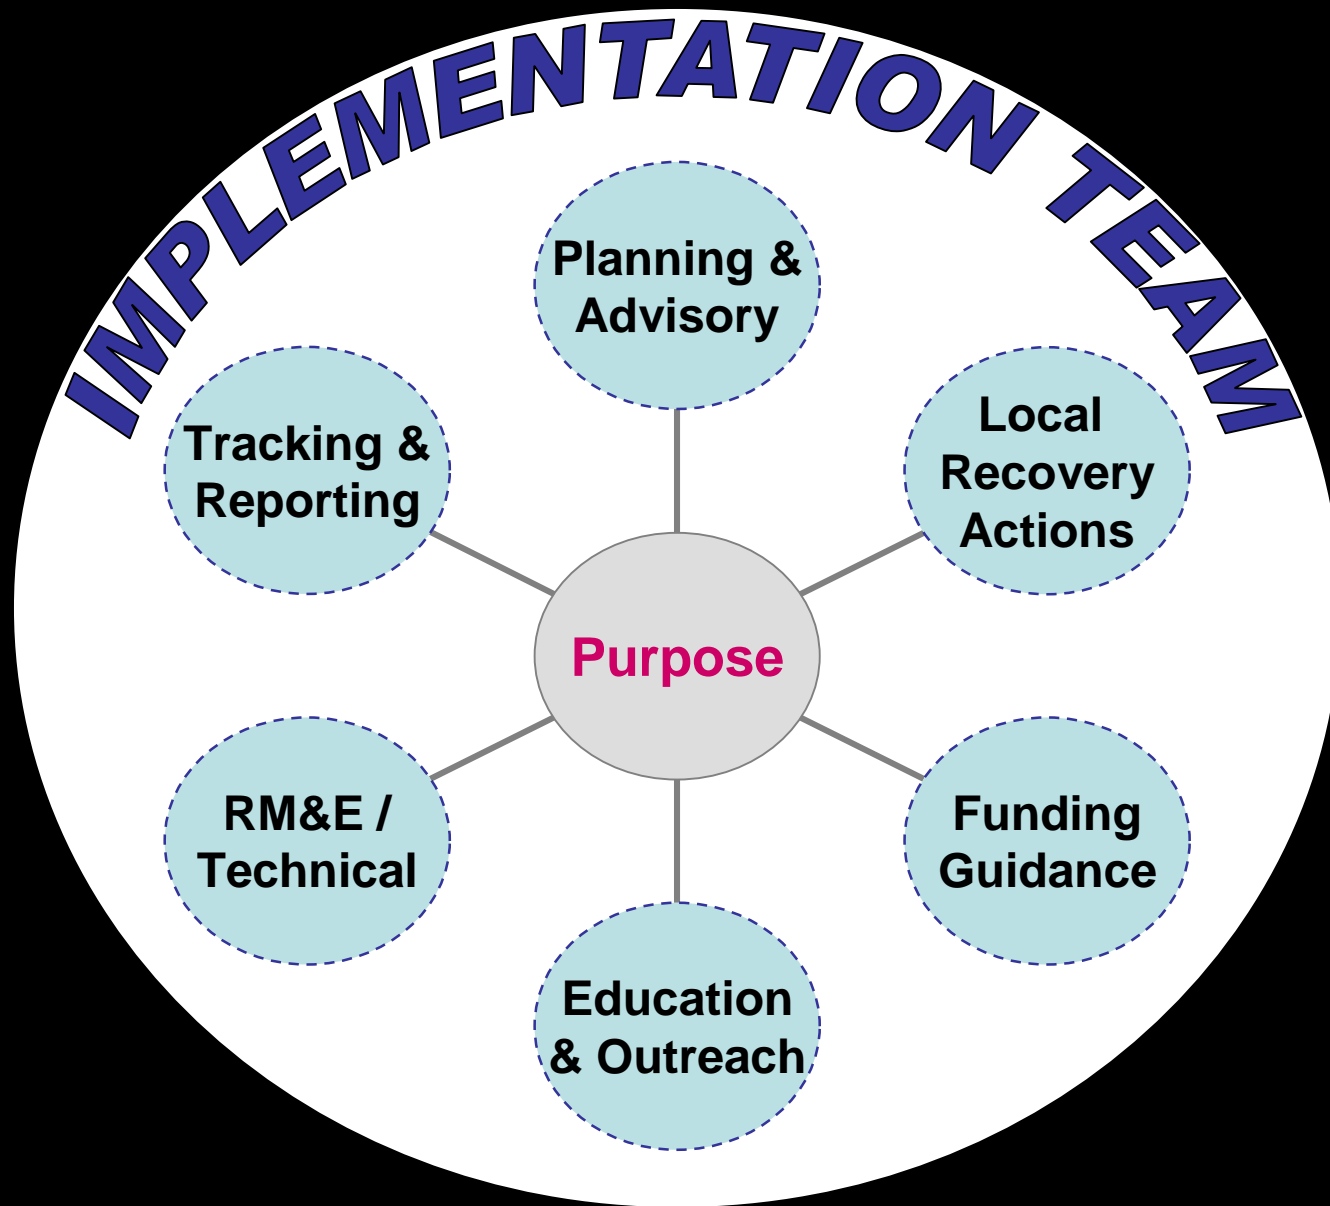 IMPLEMENTATION TEAM
Planning &
Advisory
Tracking &
Reporting
Local
Recovery
Actions
Purpose
RM&E /
Technical
Funding
Guidance
Education
& Outreach